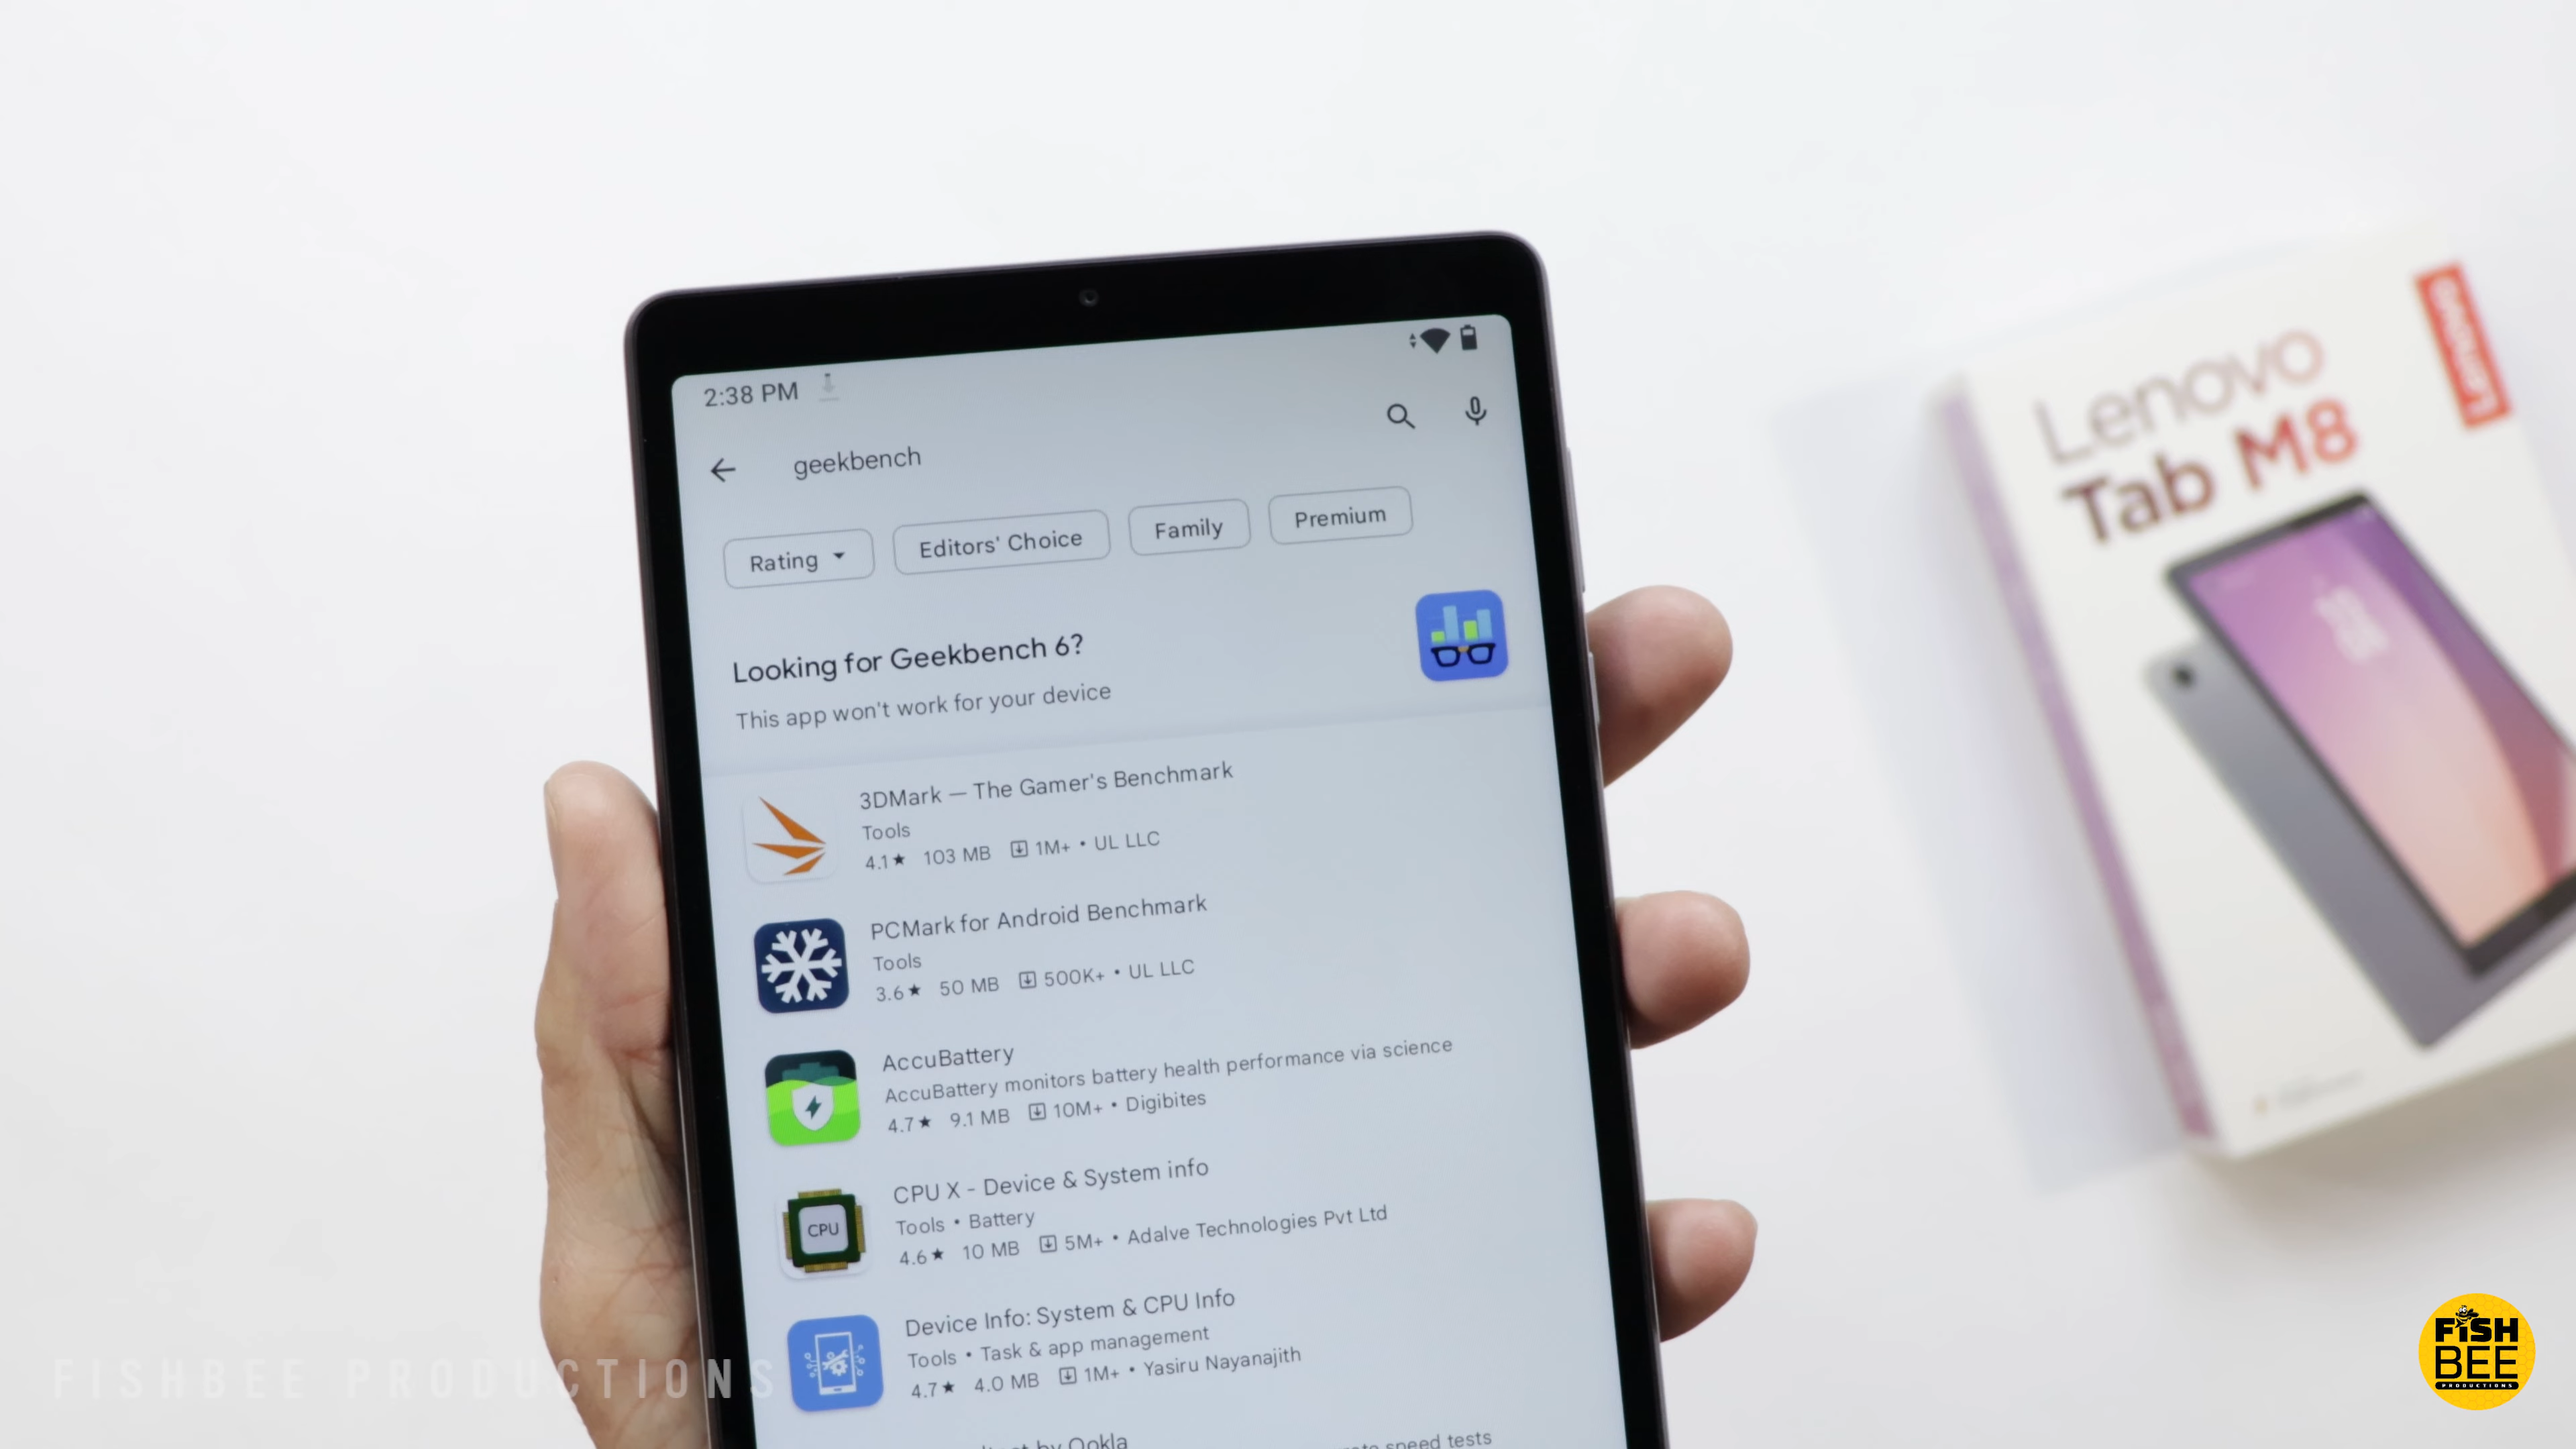 2:38 PM
geekbench
Rating
Editors' Choice
Family
Premium
Looking for Geekbench 6?
This app won't work for your device
3DMark — The Gamer's Benchmark
Tools
4.1★ 103 MB 1M+ • UL LLC
PCMark for Android Benchmark
Tools
3.6★ 50 MB 500K+ • UL LLC
AccuBattery
AccuBattery monitors battery health performance via science
4.7★ 9.1 MB 10M+ • Digibites
CPU
CPU X - Device & System info
Tools • Battery
4.6★ 10 MB 5M+ • Adalve Technologies Pvt Ltd
Device Info: System & CPU Info
Tools • Task & app management
4.7★ 4.0 MB 1M+ • Yasiru Nayanajith
by Ookla
speed tests
Lenovo
Tab M8
Lenovo
FISHBEE PRODUCTIONS
FiSH
BEE
PRODUCTIONS